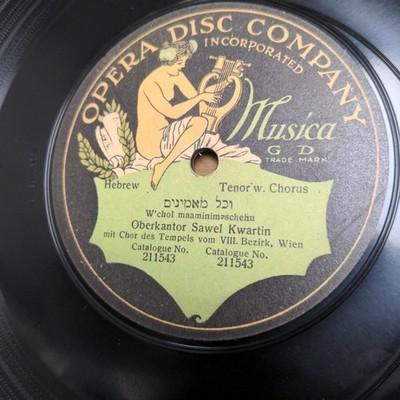 OPERA DISC COMPANY
INCORPORATED
Musica
G D
TRADE MARK
Hebrew Tenor w. Chorus
וכל מאמינים
W'chol maaminim=schehu
Oberkantor Sawel Kwartin
mit Chor des Tempels vom VIII. Bezirk, Wien
Catalogue No. Catalogue No.
211543 211543